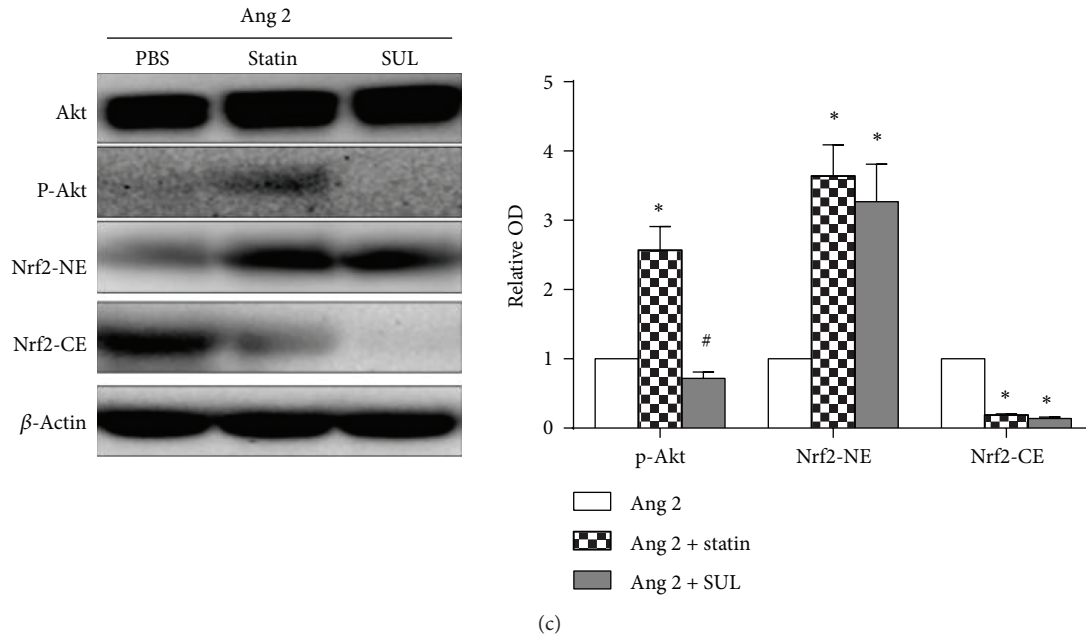 Ang 2
PBS Statin SUL
Akt
P-Akt
Nrf2-NE
Nrf2-CE
β-Actin
Relative OD
5
4
3
2
1
0
*
#
*
*
*
*
p-Akt Nrf2-NE Nrf2-CE
Ang 2
Ang 2 + statin
Ang 2 + SUL
(c)